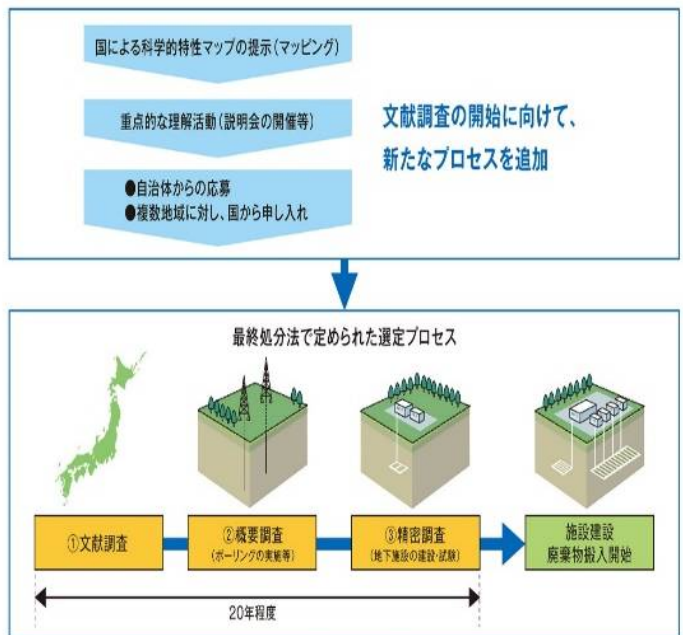 国による科学的特性マップの提示(マッピング)
重点的な理解活動(説明会の開催等)
●自治体からの応募
●複数地域に対し、国から申し入れ
文献調査の開始に向けて、
新たなプロセスを追加
最終処分法で定められた選定プロセス
①文献調査
②概要調査
(ボーリングの実施等)
③精密調査
(地下施設の建設・試験)
施設建設
廃棄物搬入開始
20年程度